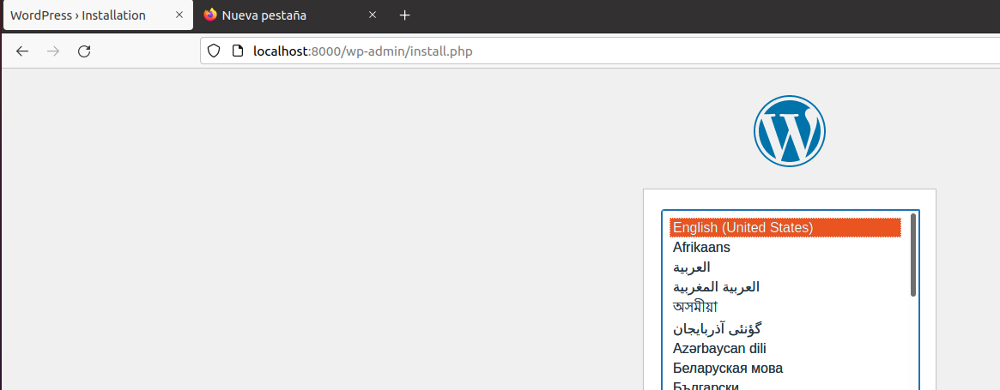 WordPress › Installation
Nueva pestaña
localhost:8000/wp-admin/install.php
English (United States)
Afrikaans
العربية
العربية المغربية
অসমীয়া
گؤنئی آذربایجان
Azərbaycan dili
Беларуская мова
Български